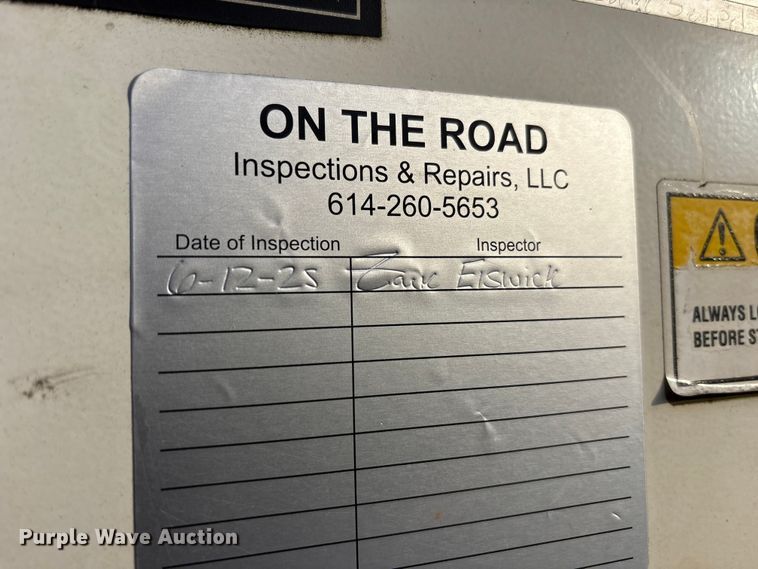 ON THE ROAD
Inspections & Repairs, LLC
614-260-5653
Date of Inspection Inspector
6-12-25 Elswick
ALWAYS
BEFORE
Purple Wave Auction